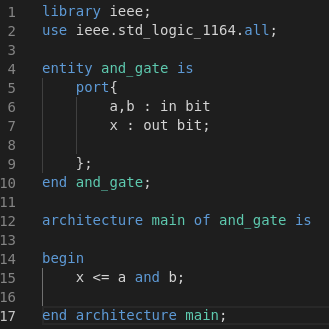 1 library ieee;
2 use ieee.std_logic_1164.all;
3
4 entity and_gate is
5 port{
6 a,b : in bit
7 x : out bit;
8
9 };
10 end and_gate;
11
12 architecture main of and_gate is
13
14 begin
15 x <= a and b;
16
17 end architecture main;